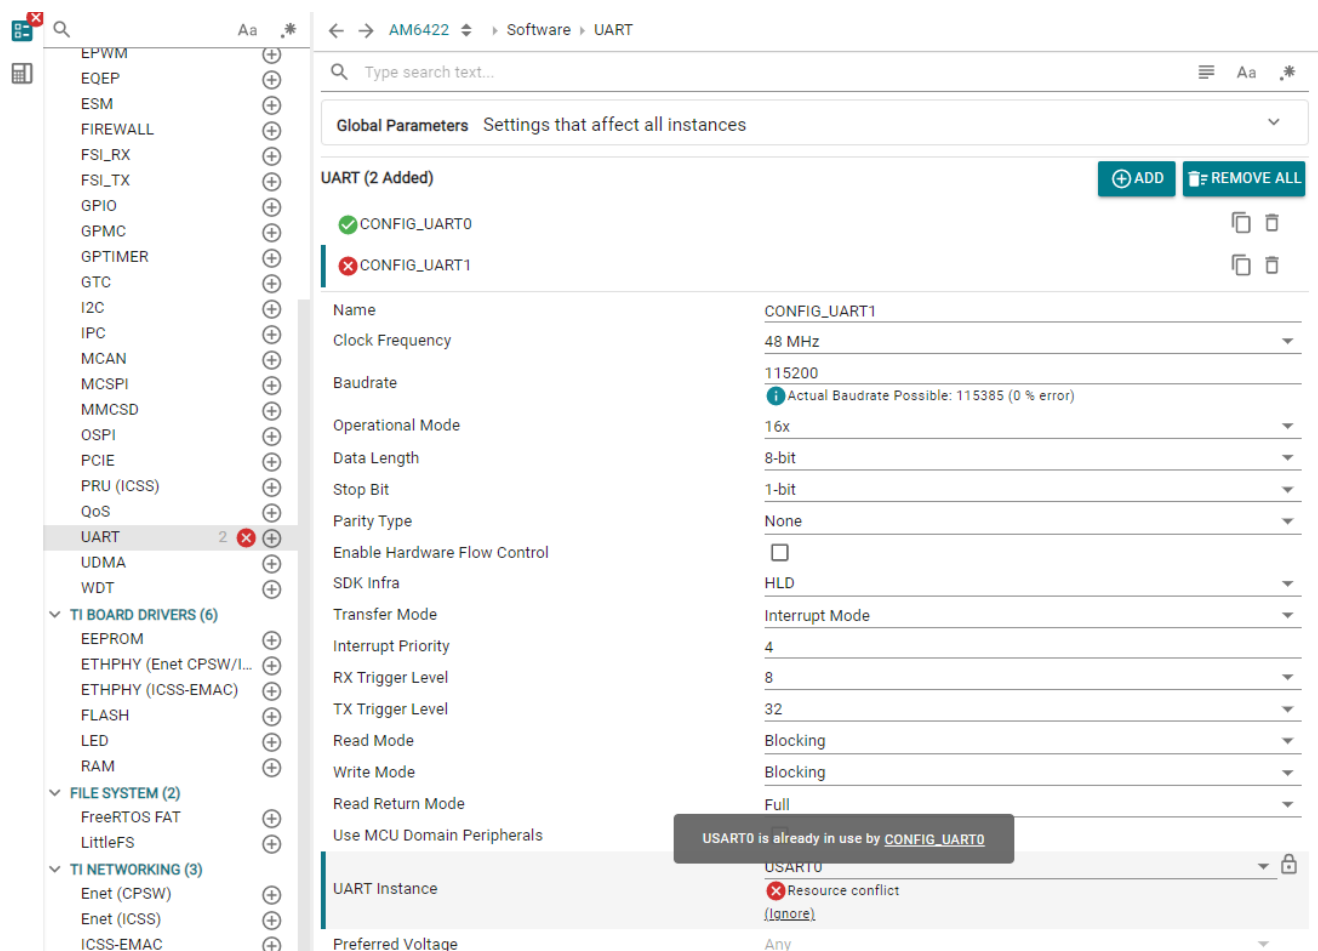 Aa .*
EPWM
EQEP
ESM
FIREWALL
FSI_RX
FSI_TX
GPIO
GPMC
GPTIMER
GTC
I2C
IPC
MCAN
MCSPI
MMCSD
OSPI
PCIE
PRU (ICSS)
QoS
UART 2
UDMA
WDT
TI BOARD DRIVERS (6)
EEPROM
ETHPHY (Enet CPSW/I...
ETHPHY (ICSS-EMAC)
FLASH
LED
RAM
FILE SYSTEM (2)
FreeRTOS FAT
LittleFS
TI NETWORKING (3)
Enet (CPSW)
Enet (ICSS)
ICSS-EMAC
AM6422 Software UART
Type search text... Aa .*
Global Parameters Settings that affect all instances
UART (2 Added) ADD REMOVE ALL
CONFIG_UART0
CONFIG_UART1
Name CONFIG_UART1
Clock Frequency 48 MHz
Baudrate 115200
Actual Baudrate Possible: 115385 (0 % error)
Operational Mode 16x
Data Length 8-bit
Stop Bit 1-bit
Parity Type None
Enable Hardware Flow Control
SDK Infra HLD
Transfer Mode Interrupt Mode
Interrupt Priority 4
RX Trigger Level 8
TX Trigger Level 32
Read Mode Blocking
Write Mode Blocking
Read Return Mode Full
Use MCU Domain Peripherals
USART0 is already in use by CONFIG_UART0
UART Instance USART0
Resource conflict
(Ignore)
Preferred Voltage Any